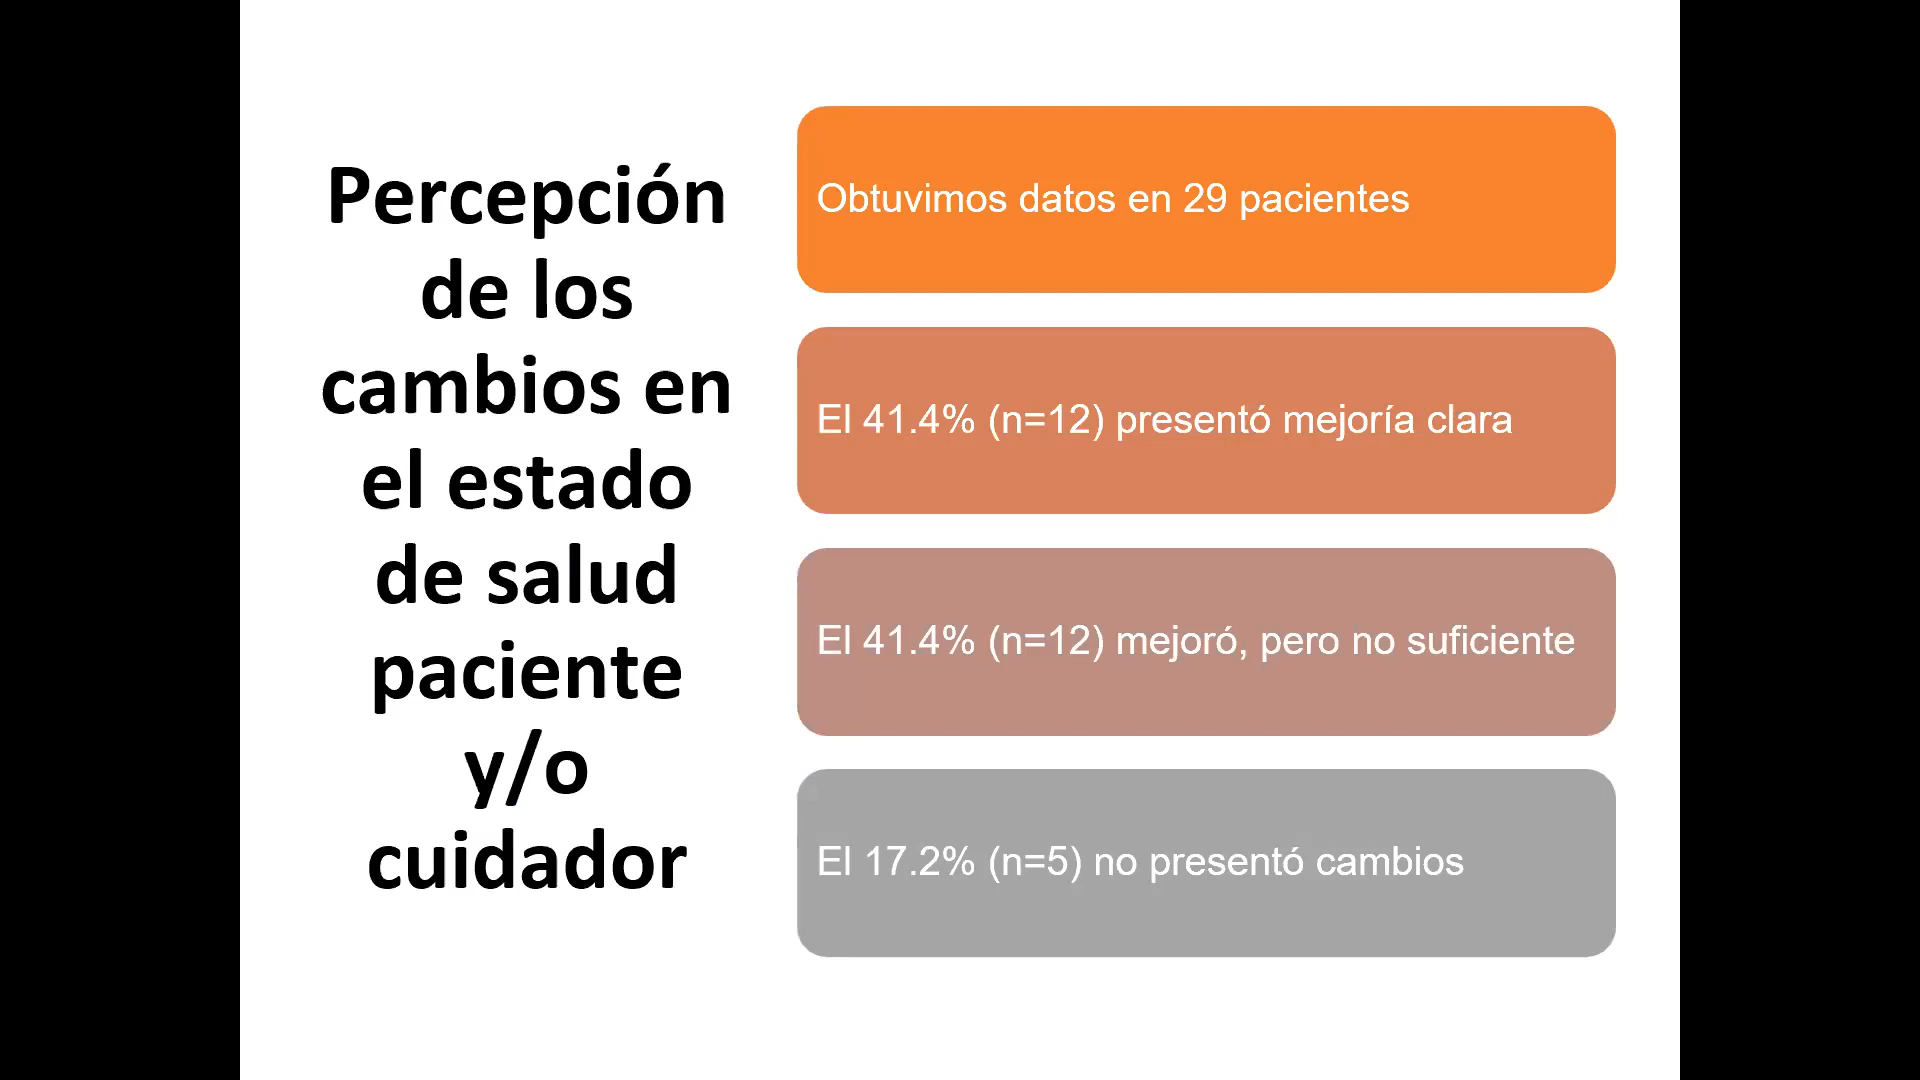 Percepción
de los
cambios en
el estado
de salud
paciente
y/o
cuidador
Obtuvimos datos en 29 pacientes
El 41.4% (n=12) presentó mejoría clara
El 41.4% (n=12) mejoró, pero no suficiente
El 17.2% (n=5) no presentó cambios